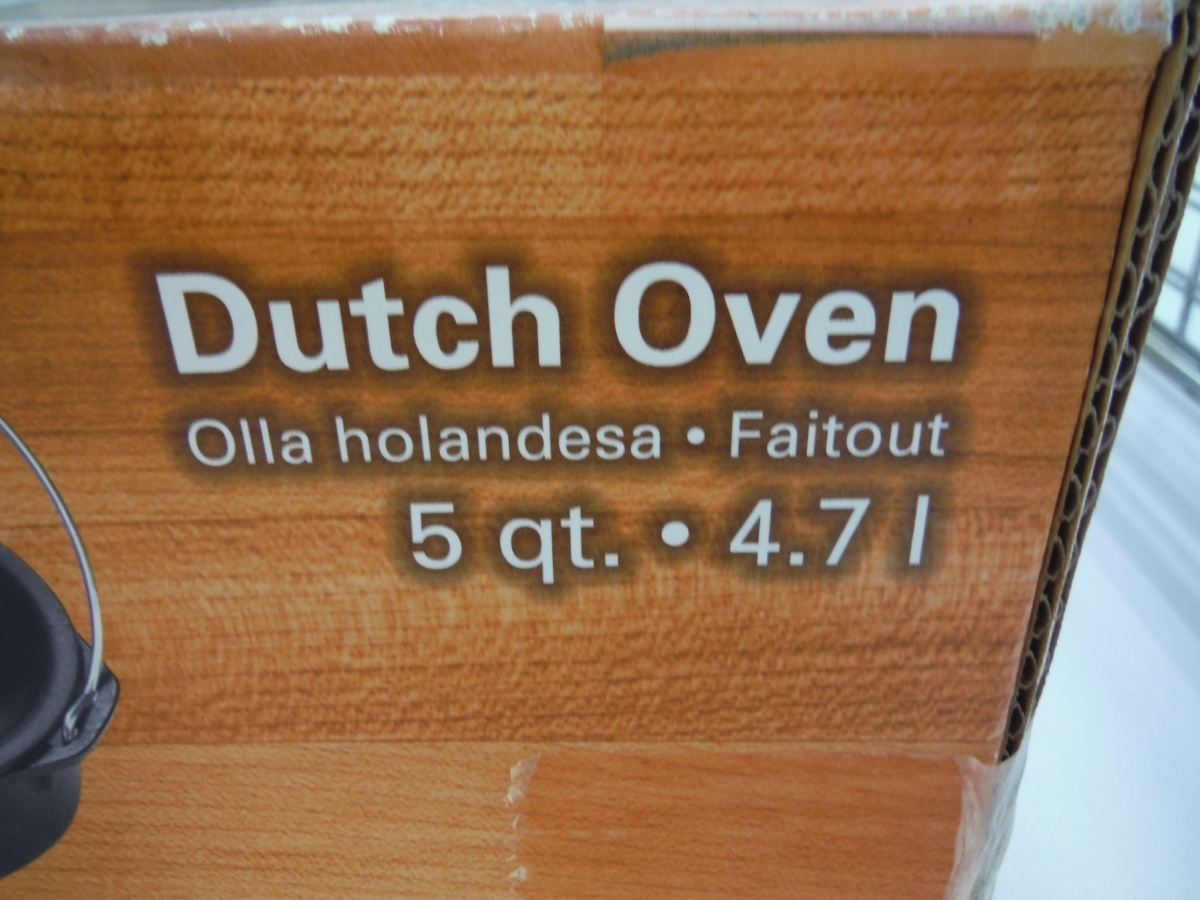 Dutch Oven
Olla holandesa • Faitout
5 qt. • 4.7 l